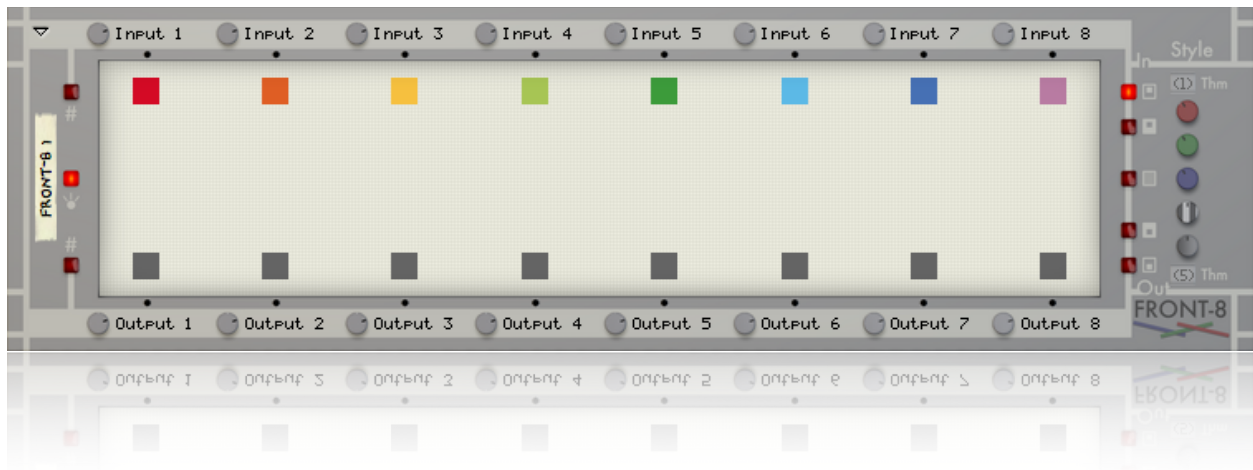 Input 1 Input 2 Input 3 Input 4 Input 5 Input 6 Input 7 Input 8
In Style
(1) Thm
#
FRONT-8 1
#
(5) Thm
Out
FRONT-8
Output 1 Output 2 Output 3 Output 4 Output 5 Output 6 Output 7 Output 8